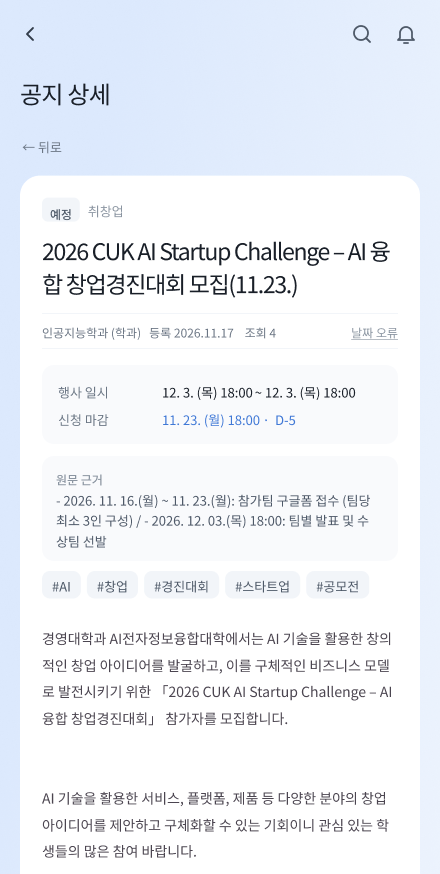 공지 상세
← 뒤로
예정 취창업
2026 CUK AI Startup Challenge – AI 융
합 창업경진대회 모집(11.23.)
인공지능학과 (학과) 등록 2026.11.17 조회 4 날짜 오류
행사 일시 12. 3. (목) 18:00 ~ 12. 3. (목) 18:00
신청 마감 11. 23. (월) 18:00 · D-5
원문 근거
- 2026. 11. 16.(월) ~ 11. 23.(월): 참가팀 구글폼 접수 (팀당
최소 3인 구성) / - 2026. 12. 03.(목) 18:00: 팀별 발표 및 수
상팀 선발
#AI #창업 #경진대회 #스타트업 #공모전
경영대학과 AI전자정보융합대학에서는 AI 기술을 활용한 창의
적인 창업 아이디어를 발굴하고, 이를 구체적인 비즈니스 모델
로 발전시키기 위한 「2026 CUK AI Startup Challenge – AI
융합 창업경진대회」 참가자를 모집합니다.
AI 기술을 활용한 서비스, 플랫폼, 제품 등 다양한 분야의 창업
아이디어를 제안하고 구체화할 수 있는 기회이니 관심 있는 학
생들의 많은 참여 바랍니다.